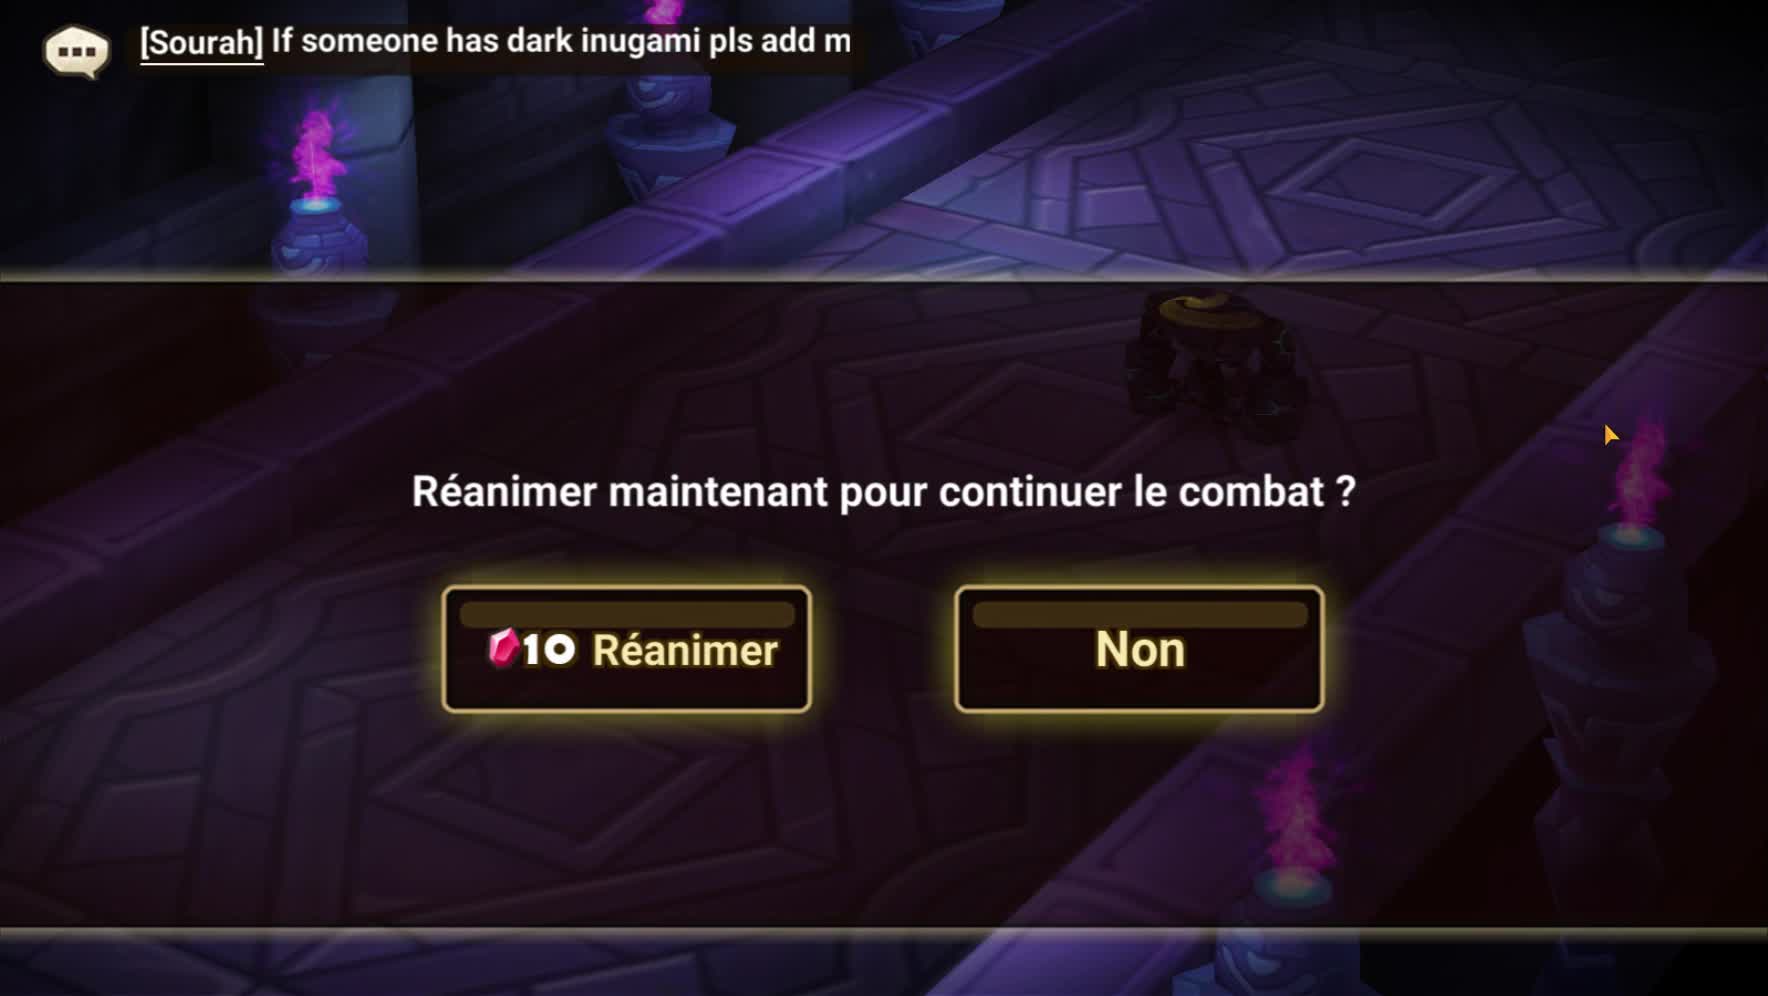 [Sourah] If someone has dark inugami pls add m
Réanimer maintenant pour continuer le combat ?
10 Réanimer
Non